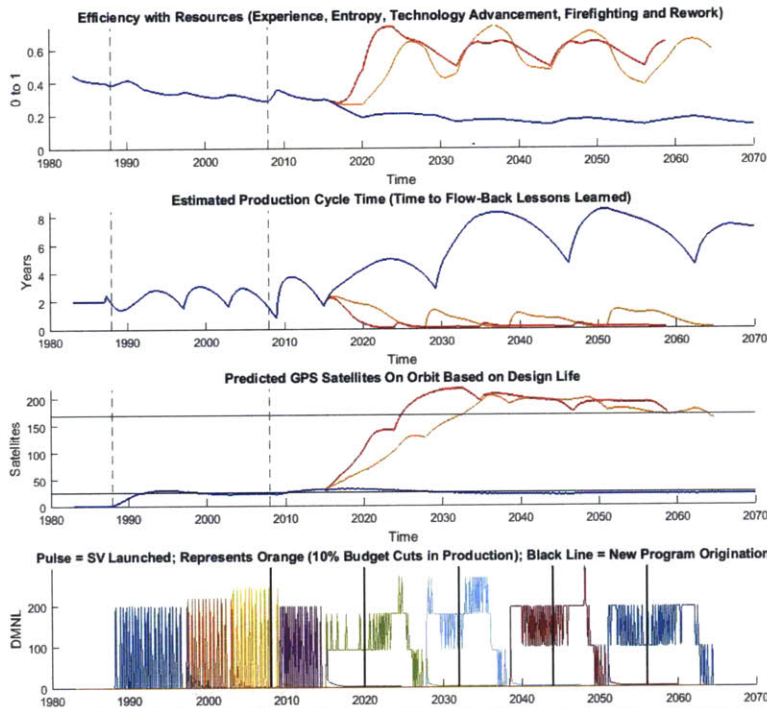 Efficiency with Resources (Experience, Entropy, Technology Advancement, Firefighting and Rework)
0 to 1
0.6
0.4
0.2
0
1980 1990 2000 2010 2020 2030 2040 2050 2060 2070
Time
Estimated Production Cycle Time (Time to Flow-Back Lessons Learned)
Years
8
6
4
2
0
1980 1990 2000 2010 2020 2030 2040 2050 2060 2070
Time
Predicted GPS Satellites On Orbit Based on Design Life
Satellites
200
150
100
50
0
1980 1990 2000 2010 2020 2030 2040 2050 2060 2070
Time
Pulse = SV Launched; Represents Orange (10% Budget Cuts in Production); Black Line = New Program Origination
DMNL
200
100
0
1980 1990 2000 2010 2020 2030 2040 2050 2060 2070